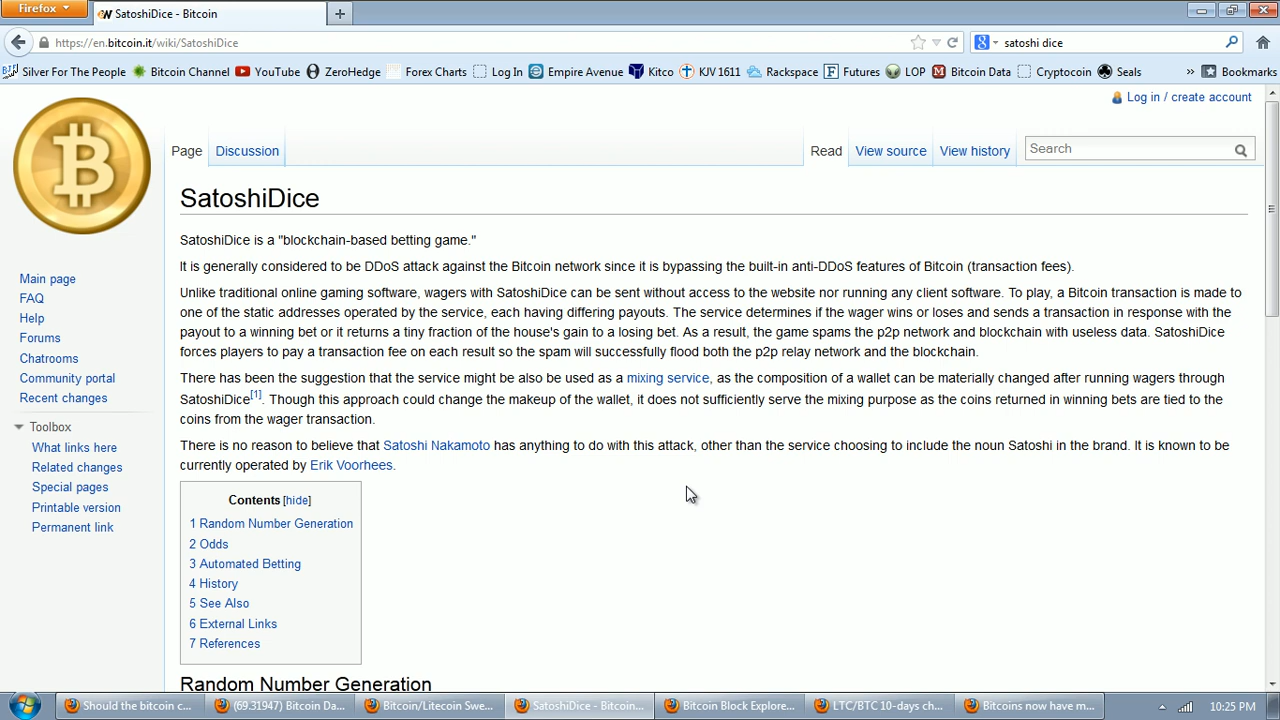 Firefox
SatoshiDice - Bitcoin
https://en.bitcoin.it/wiki/SatoshiDice
satoshi dice
Silver For The People Bitcoin Channel YouTube ZeroHedge Forex Charts Log In Empire Avenue Kitco KJV 1611 Rackspace Futures LOP Bitcoin Data Cryptocoin Seals » Bookmarks
Log in / create account
Page Discussion Read View source View history Search
SatoshiDice
SatoshiDice is a "blockchain-based betting game."
It is generally considered to be DDoS attack against the Bitcoin network since it is bypassing the built-in anti-DDoS features of Bitcoin (transaction fees).
Unlike traditional online gaming software, wagers with SatoshiDice can be sent without access to the website nor running any client software. To play, a Bitcoin transaction is made to
one of the static addresses operated by the service, each having differing payouts. The service determines if the wager wins or loses and sends a transaction in response with the
payout to a winning bet or it returns a tiny fraction of the house's gain to a losing bet. As a result, the game spams the p2p network and blockchain with useless data. SatoshiDice
forces players to pay a transaction fee on each result so the spam will successfully flood both the p2p relay network and the blockchain.
There has been the suggestion that the service might be also be used as a mixing service, as the composition of a wallet can be materially changed after running wagers through
SatoshiDice[1]. Though this approach could change the makeup of the wallet, it does not sufficiently serve the mixing purpose as the coins returned in winning bets are tied to the
coins from the wager transaction.
There is no reason to believe that Satoshi Nakamoto has anything to do with this attack, other than the service choosing to include the noun Satoshi in the brand. It is known to be
currently operated by Erik Voorhees.
Contents [hide]
1 Random Number Generation
2 Odds
3 Automated Betting
4 History
5 See Also
6 External Links
7 References
Random Number Generation
Main page
FAQ
Help
Forums
Chatrooms
Community portal
Recent changes
Toolbox
What links here
Related changes
Special pages
Printable version
Permanent link
Should the bitcoin c... (69.31947) Bitcoin Da... Bitcoin/Litecoin Swe... SatoshiDice - Bitcoin... Bitcoin Block Explore... LTC/BTC 10-days ch... Bitcoins now have m... 10:25 PM